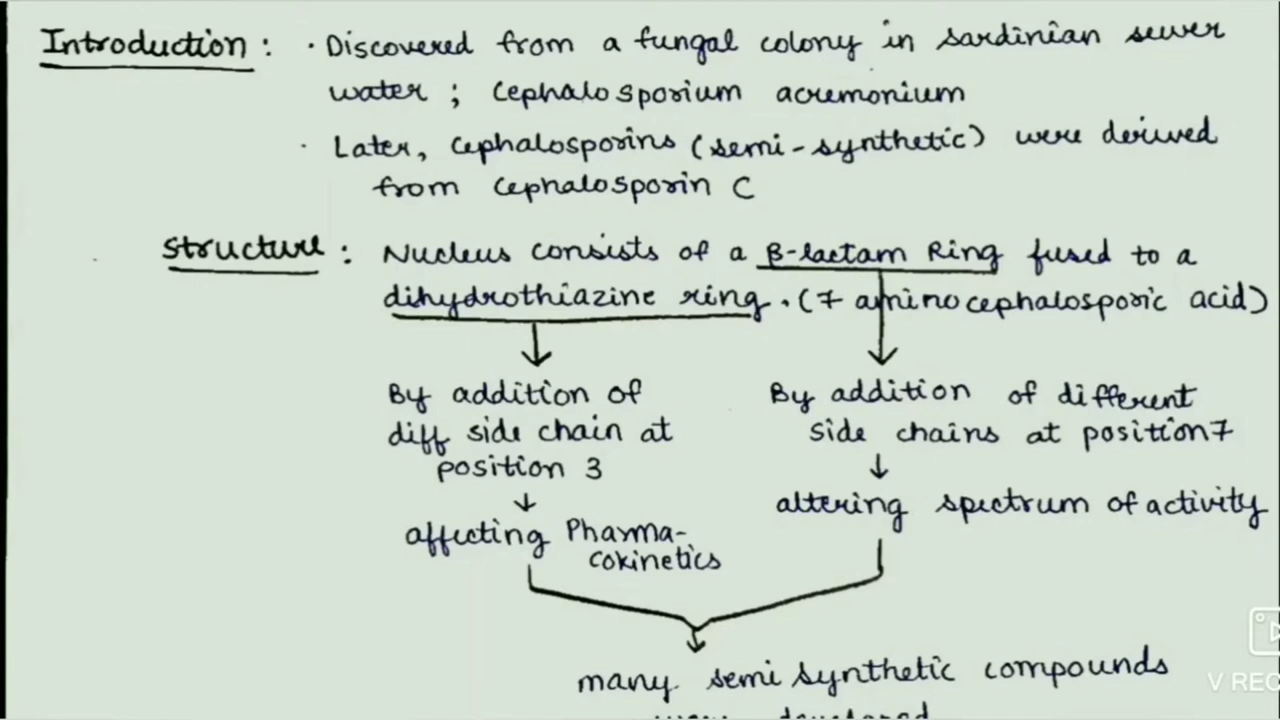 Introduction : · Discovered from a fungal colony in sardinian sewer
water ; cephalosporium acremonium
· Later, cephalosporins (semi-synthetic) were derived
from cephalosporin C
structure : Nucleus consists of a β-lactam Ring fused to a
dihydrothiazine ring. (7 aminocephalosporic acid)
By addition of
diff side chain at
position 3
↓
affecting Pharma-
cokinetics
By addition of different
side chains at position 7
↓
altering spectrum of activity
many semi synthetic compounds
were developed
V REC